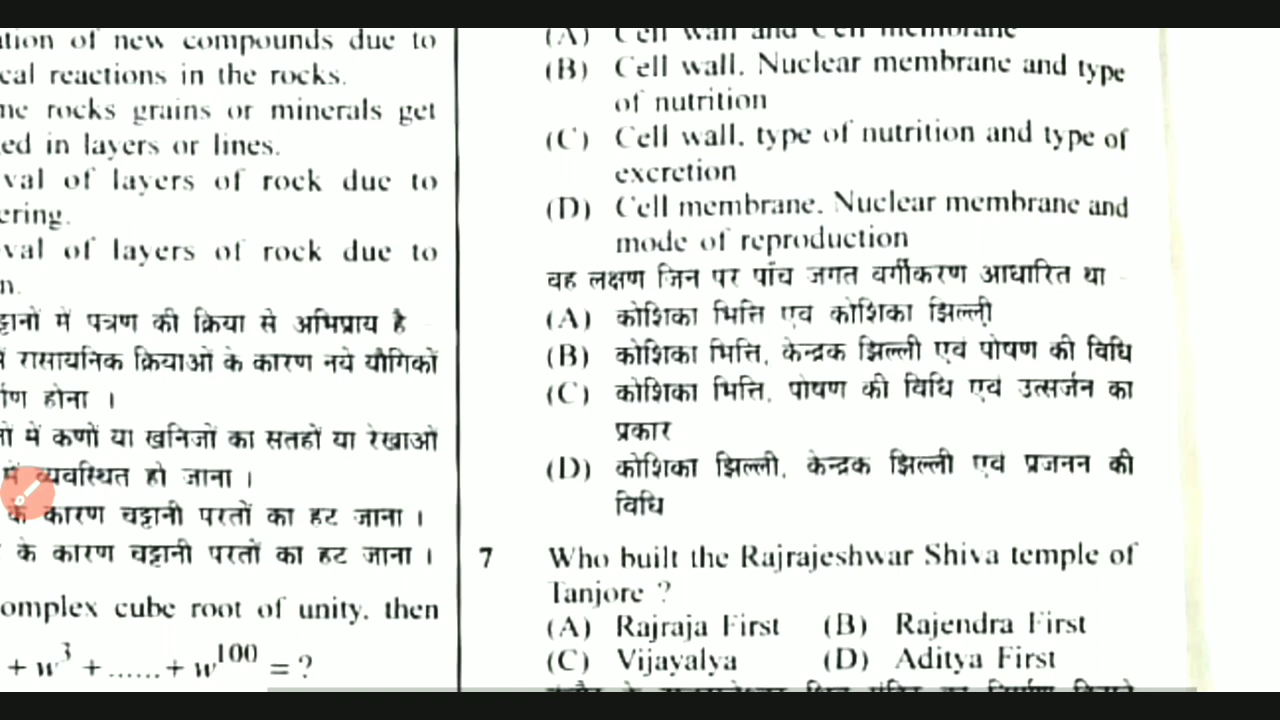 tion of new compounds due to
cal reactions in the rocks.
ne rocks grains or minerals get
ed in layers or lines.
val of layers of rock due to
ering.
val of layers of rock due to
n.
ट्टानों में पत्रण की क्रिया से अभिप्राय है
में रासायनिक क्रियाओं के कारण नये यौगिकों
र्माण होना ।
नों में कणों या खनिजों का सतहों या रेखाओं
में व्यवस्थित हो जाना ।
के कारण चट्टानी परतों का हट जाना ।
के कारण चट्टानी परतों का हट जाना ।
omplex cube root of unity, then
+ w³ + ...... + w¹⁰⁰ = ?
(A) Cell wall and Cell membrane
(B) Cell wall, Nuclear membrane and type
of nutrition
(C) Cell wall, type of nutrition and type of
excretion
(D) Cell membrane, Nuclear membrane and
mode of reproduction
वह लक्षण जिन पर पाँच जगत वर्गीकरण आधारित था
(A) कोशिका भित्ति एवं कोशिका झिल्ली
(B) कोशिका भित्ति, केन्द्रक झिल्ली एवं पोषण की विधि
(C) कोशिका भित्ति, पोषण की विधि एवं उत्सर्जन का
प्रकार
(D) कोशिका झिल्ली, केन्द्रक झिल्ली एवं प्रजनन की
विधि
7 Who built the Rajrajeshwar Shiva temple of
Tanjore ?
(A) Rajraja First (B) Rajendra First
(C) Vijayalya (D) Aditya First